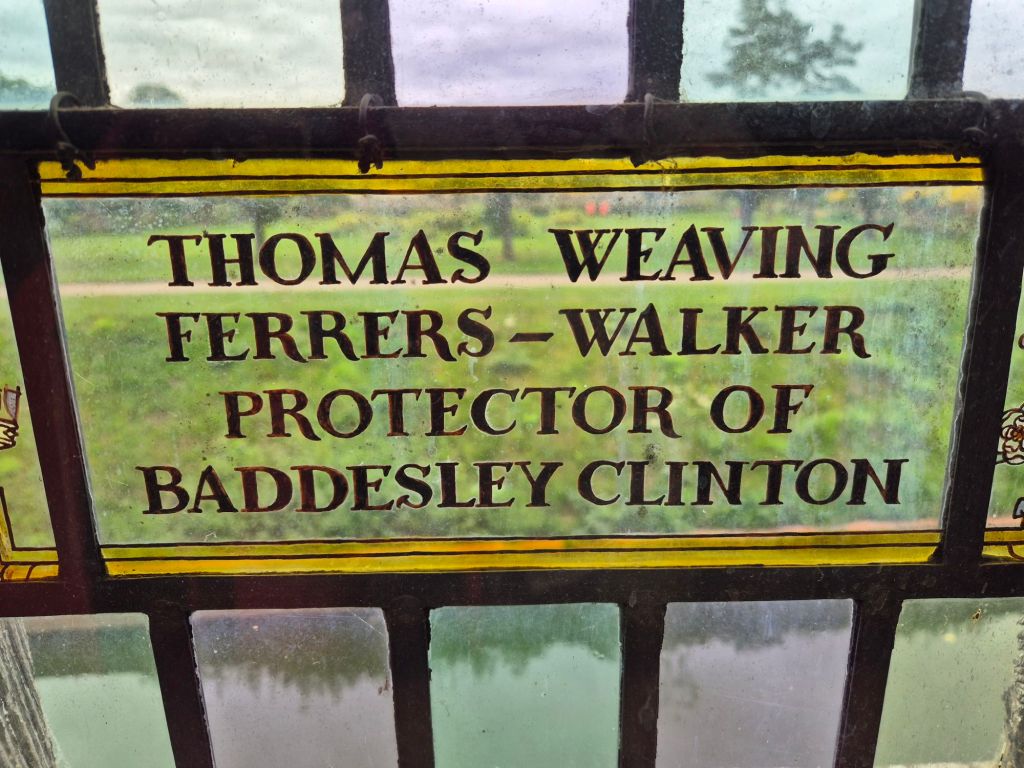 THOMAS WEAVING
FERRERS-WALKER
PROTECTOR OF
BADDESLEY CLINTON